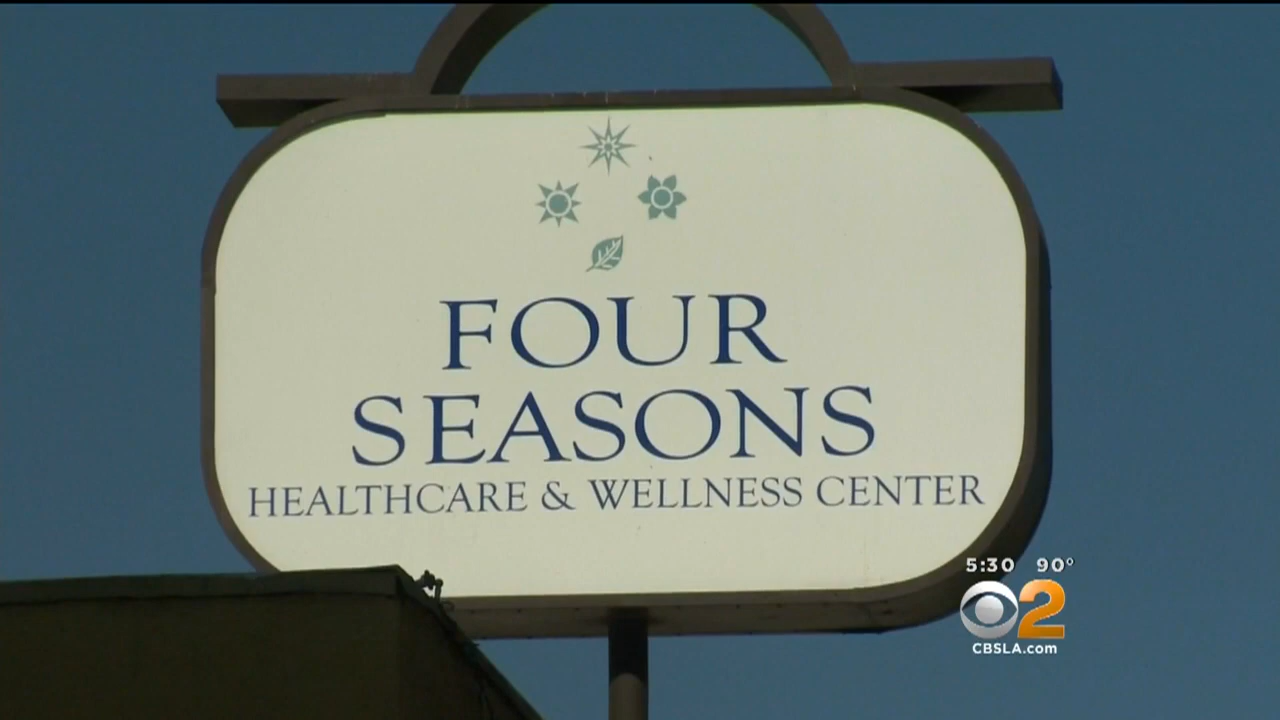 FOUR
SEASONS
HEALTHCARE & WELLNESS CENTER
5:30 90°
2
CBSLA.com